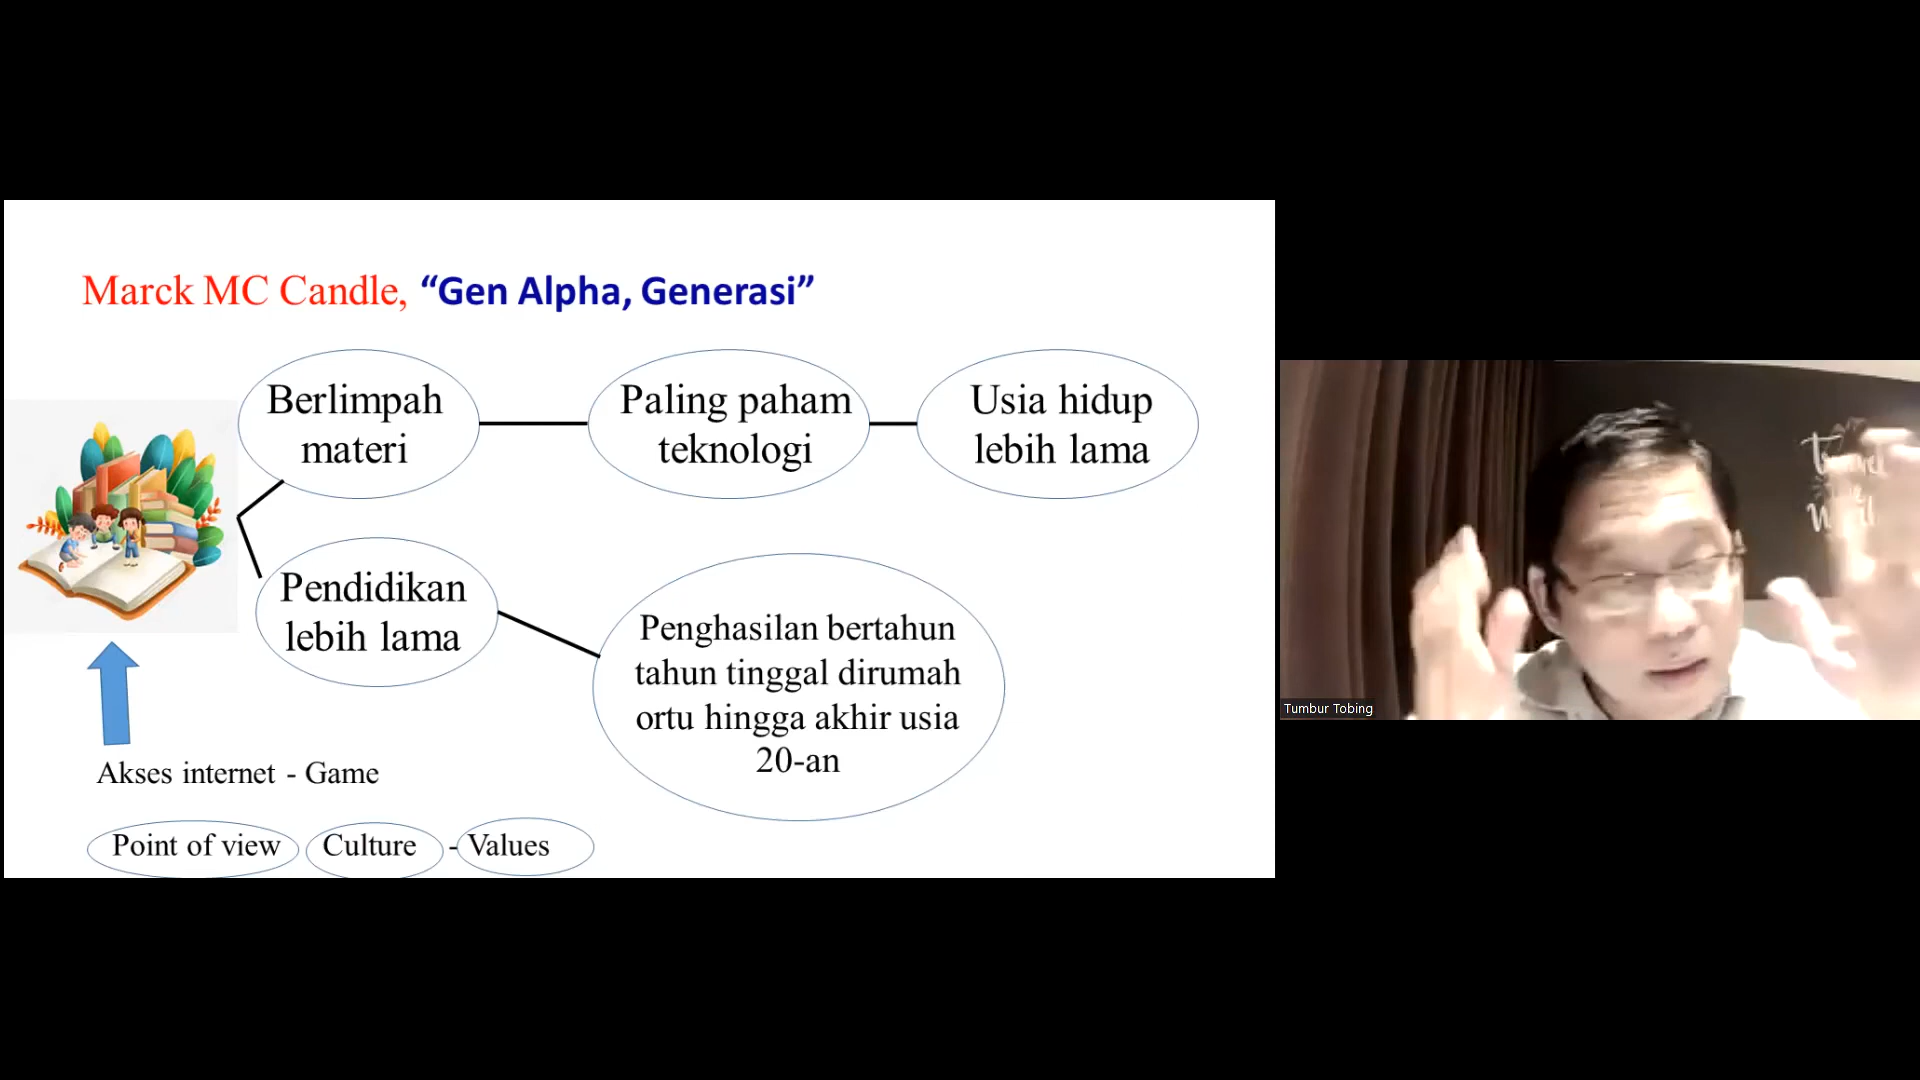 Marck MC Candle, “Gen Alpha, Generasi”
Berlimpah
materi
Paling paham
teknologi
Usia hidup
lebih lama
Pendidikan
lebih lama
Penghasilan bertahun
tahun tinggal dirumah
ortu hingga akhir usia
20-an
Akses internet - Game
Point of view Culture - Values
Tumbur Tobing